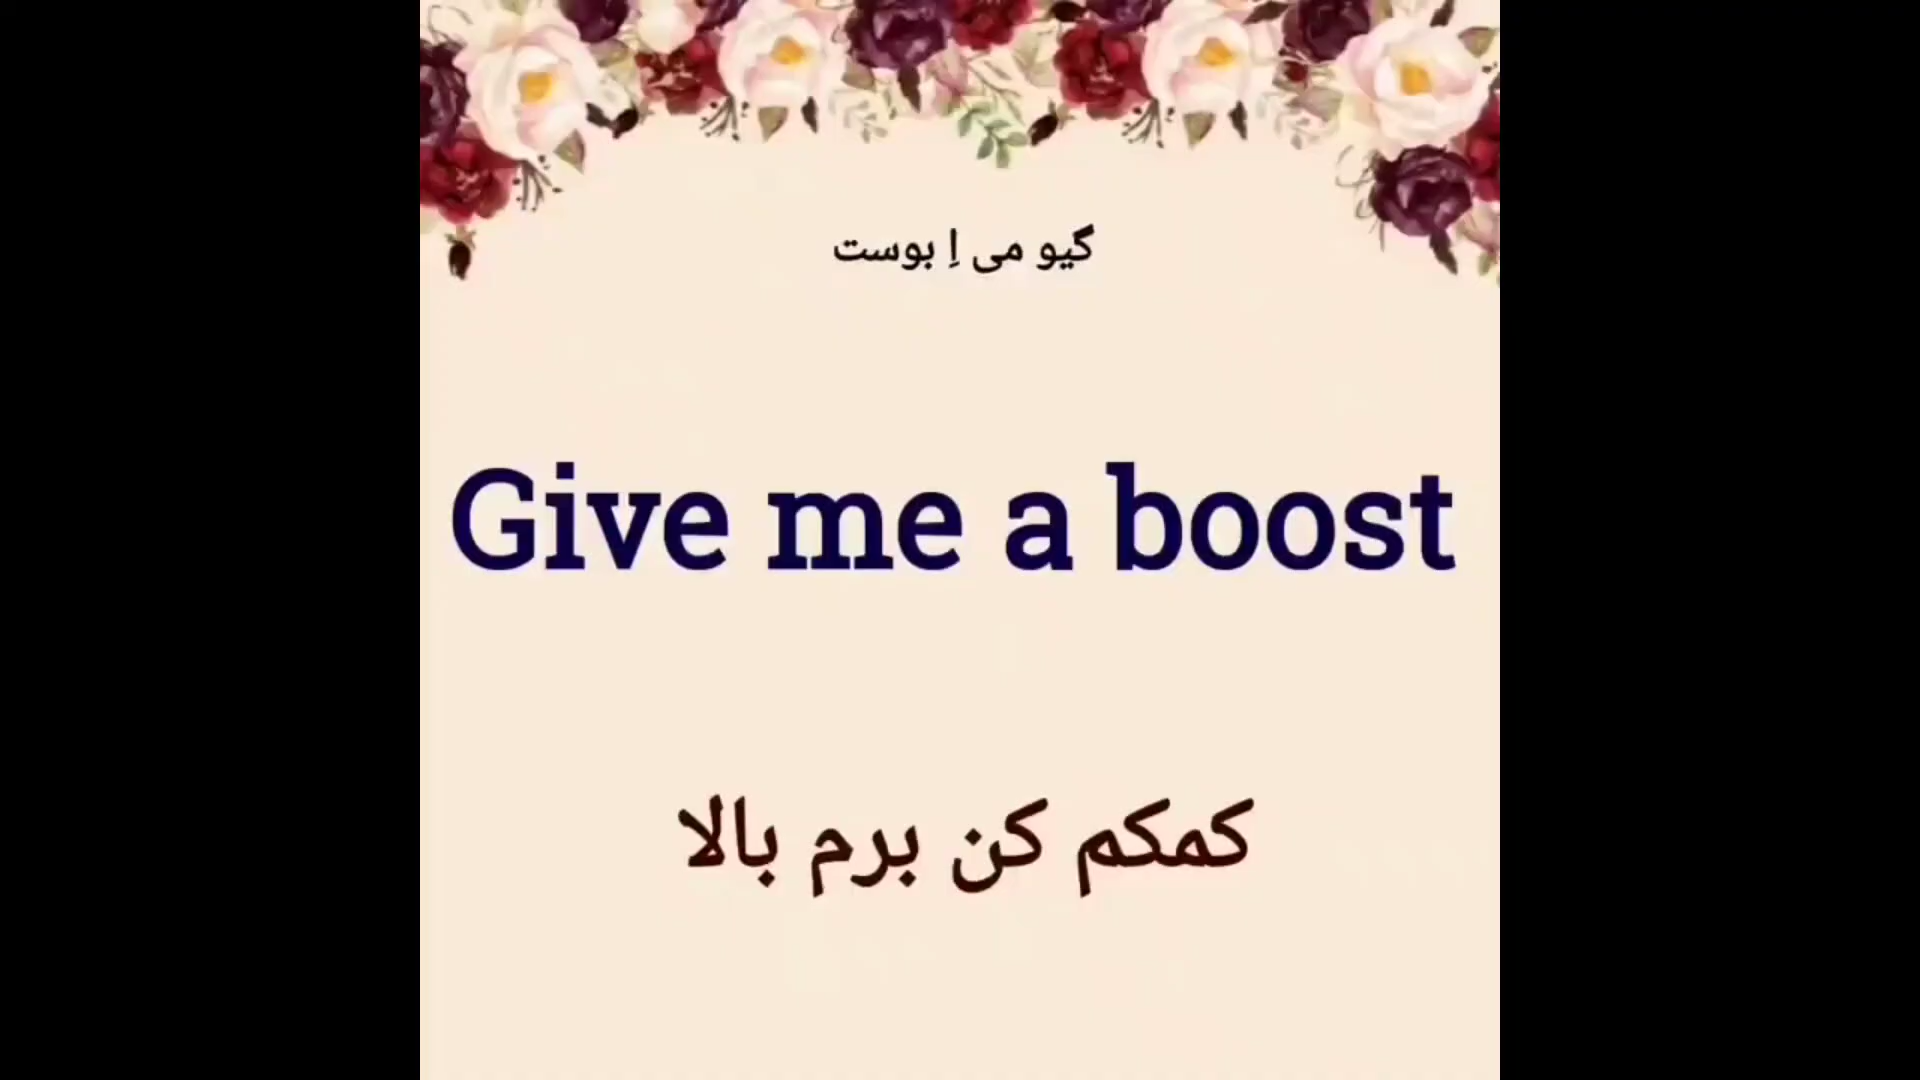 گیو می اِ بوست
Give me a boost
کمکم کن برم بالا